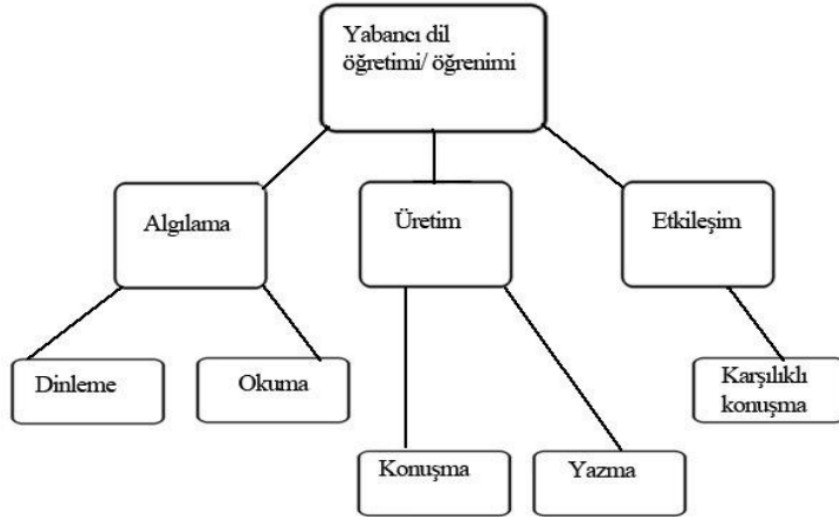 Yabancı dil
öğretimi/ öğrenimi
Algılama
Üretim
Etkileşim
Dinleme
Okuma
Karşılıklı
konuşma
Konuşma
Yazma